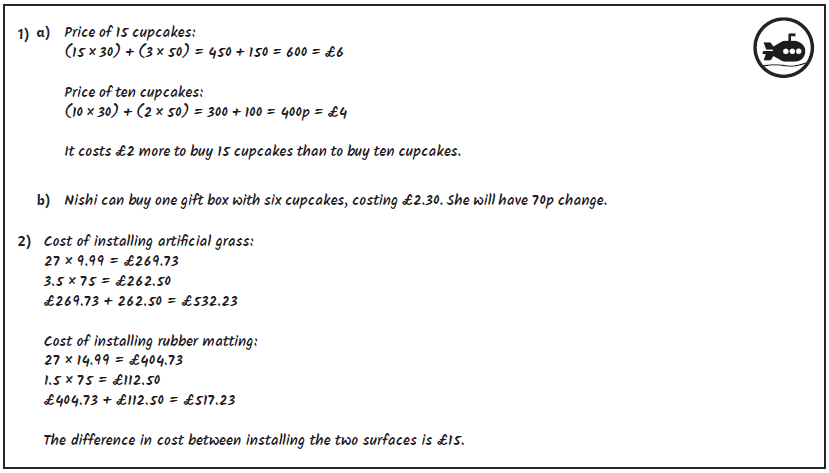 1) a) Price of 15 cupcakes:
(15 × 30) + (3 × 50) = 450 + 150 = 600 = £6
Price of ten cupcakes:
(10 × 30) + (2 × 50) = 300 + 100 = 400p = £4
It costs £2 more to buy 15 cupcakes than to buy ten cupcakes.
b) Nishi can buy one gift box with six cupcakes, costing £2.30. She will have 70p change.
2) Cost of installing artificial grass:
27 × 9.99 = £269.73
3.5 × 75 = £262.50
£269.73 + 262.50 = £532.23
Cost of installing rubber matting:
27 × 14.99 = £404.73
1.5 × 75 = £112.50
£404.73 + £112.50 = £517.23
The difference in cost between installing the two surfaces is £15.